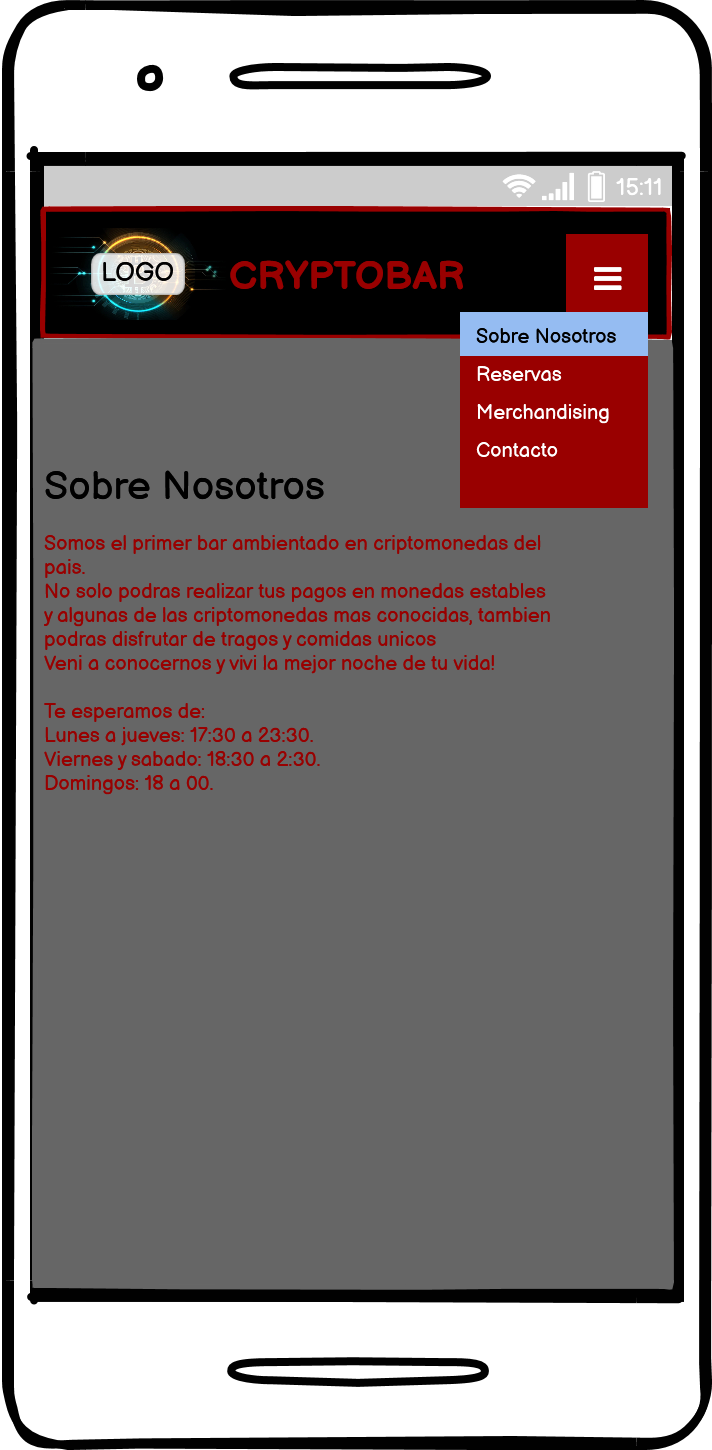 15:11
LOGO
CRYPTOBAR
Sobre Nosotros
Reservas
Merchandising
Contacto
Sobre Nosotros
Somos el primer bar ambientado en criptomonedas del
pais.
No solo podras realizar tus pagos en monedas estables
y algunas de las criptomonedas mas conocidas, tambien
podras disfrutar de tragos y comidas unicos
Veni a conocernos y vivi la mejor noche de tu vida!
Te esperamos de:
Lunes a jueves: 17:30 a 23:30.
Viernes y sabado: 18:30 a 2:30.
Domingos: 18 a 00.